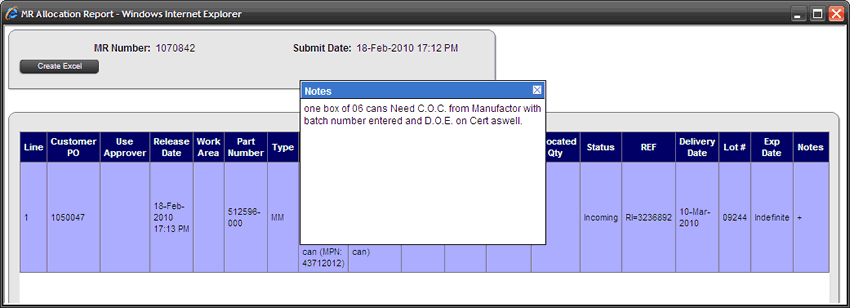 MR Allocation Report - Windows Internet Explorer
MR Number: 1070842 Submit Date: 18-Feb-2010 17:12 PM
Create Excel
Notes
one box of 06 cans Need C.O.C. from Manufactor with
batch number entered and D.O.E. on Cert aswell.
Line Customer PO Use Approver Release Date Work Area Part Number Type Qty Status REF Delivery Date Lot # Exp Date Notes
1 1050047 18-Feb-2010 17:13 PM 512596-000 MM Incoming RI=3236892 10-Mar-2010 09244 Indefinite +
can (MPN: can)
43712012)